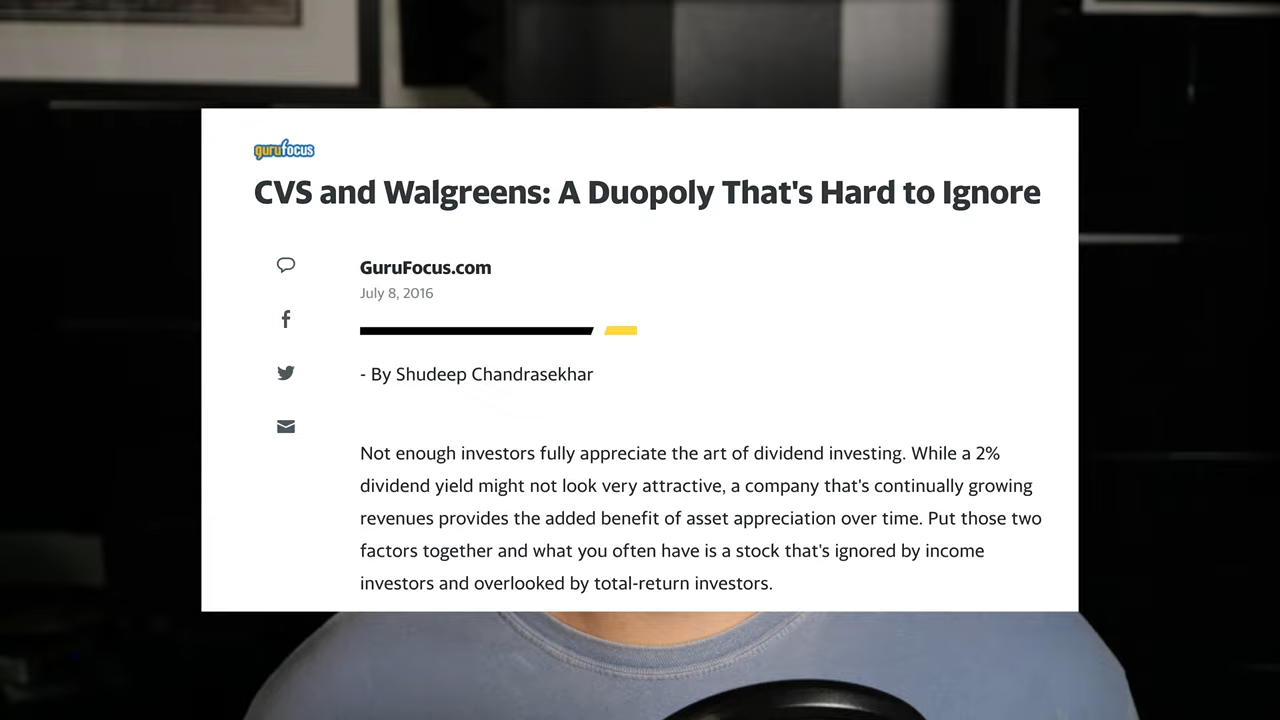 gurufocus
CVS and Walgreens: A Duopoly That's Hard to Ignore
GuruFocus.com
July 8, 2016
- By Shudeep Chandrasekhar
Not enough investors fully appreciate the art of dividend investing. While a 2%
dividend yield might not look very attractive, a company that's continually growing
revenues provides the added benefit of asset appreciation over time. Put those two
factors together and what you often have is a stock that's ignored by income
investors and overlooked by total-return investors.